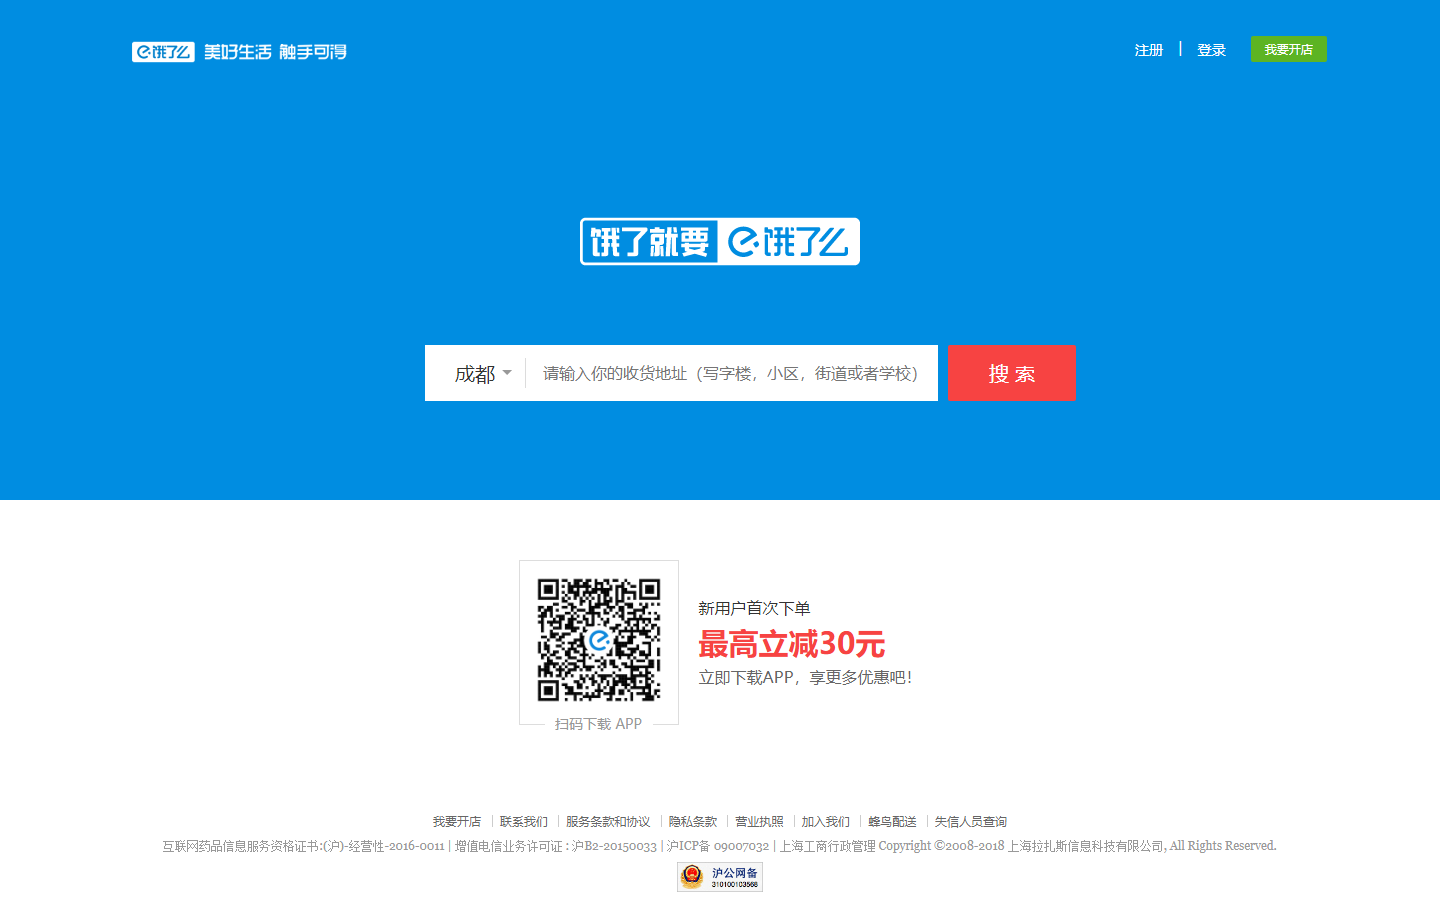 饿了么 美好生活 触手可得
注册 | 登录 我要开店
饿了就要 饿了么
成都 请输入你的收货地址（写字楼，小区，街道或者学校） 搜 索
新用户首次下单
最高立减30元
立即下载APP，享更多优惠吧！
扫码下载 APP
我要开店 联系我们 服务条款和协议 隐私条款 营业执照 加入我们 蜂鸟配送 失信人员查询
互联网药品信息服务资格证书:(沪)-经营性-2016-0011 | 增值电信业务许可证 : 沪B2-20150033 | 沪ICP备 09007032 | 上海工商行政管理 Copyright ©2008-2018 上海拉扎斯信息科技有限公司, All Rights Reserved.
沪公网备
310100103568